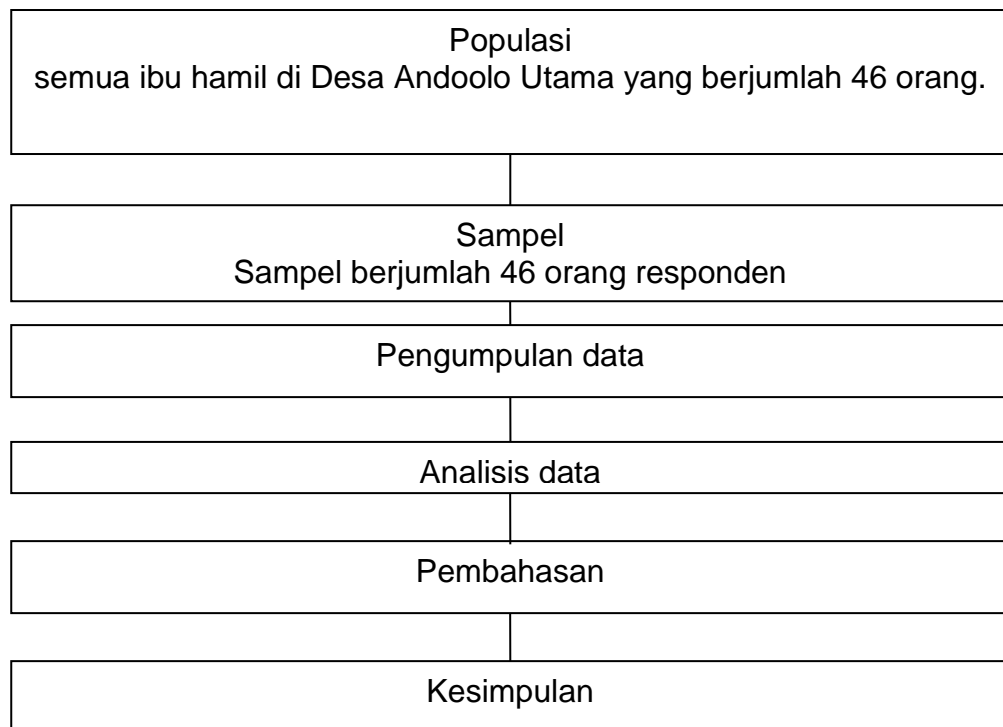 Populasi
semua ibu hamil di Desa Andoolo Utama yang berjumlah 46 orang.
Sampel
Sampel berjumlah 46 orang responden
Pengumpulan data
Analisis data
Pembahasan
Kesimpulan